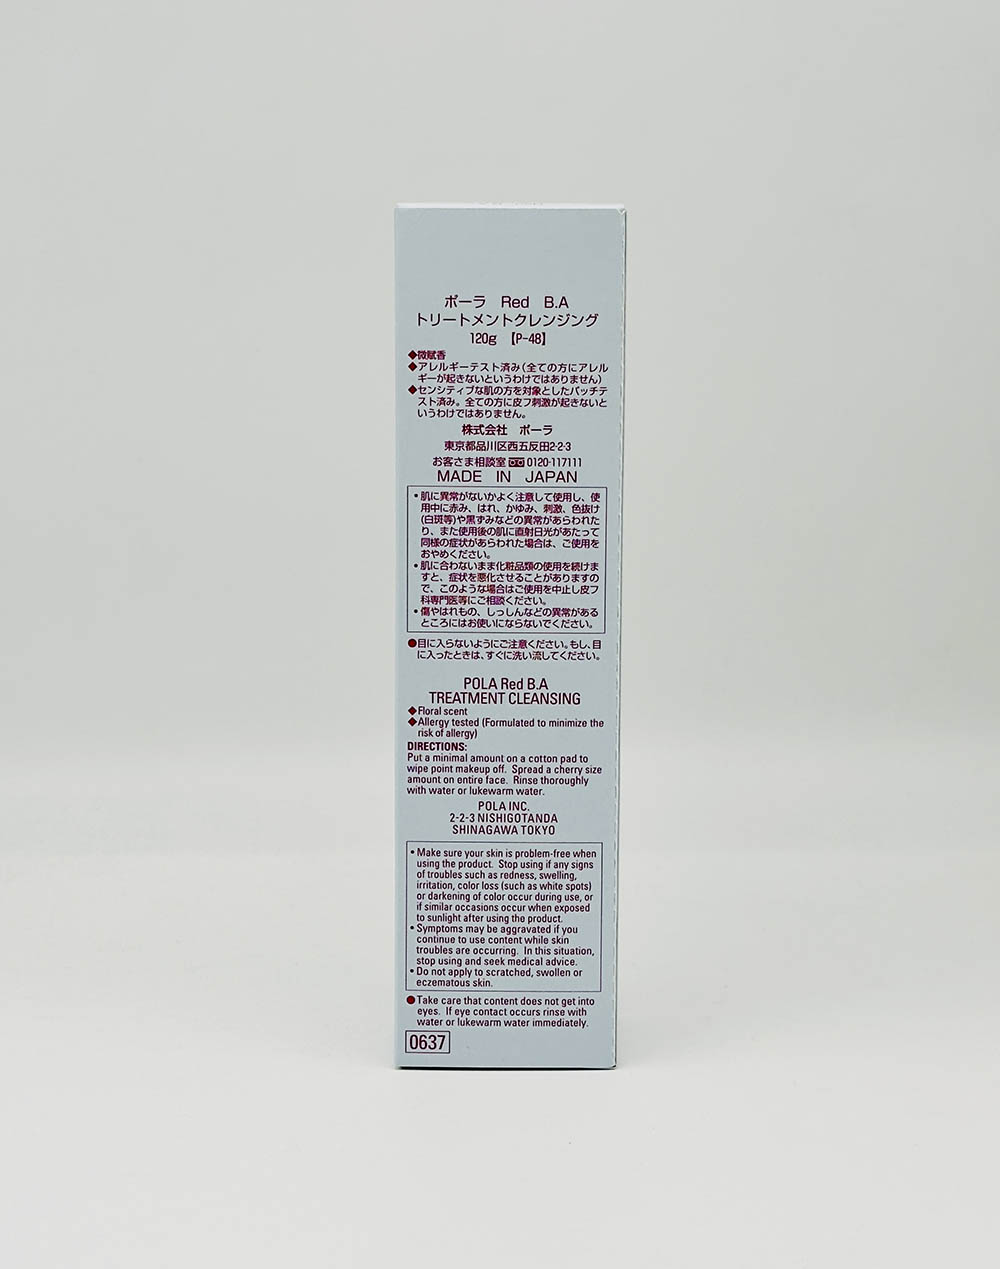 ポーラ Red B.A
トリートメントクレンジング
120g 【P-48】
◆微賦香
◆アレルギーテスト済み(全ての方にアレル
ギーが起きないというわけではありません)
◆センシティブな肌の方を対象としたパッチテ
スト済み。全ての方に皮フ刺激が起きないと
いうわけではありません。
株式会社 ポーラ
東京都品川区西五反田2-2-3
お客さま相談室 0120-117111
MADE IN JAPAN
・肌に異常がないかよく注意して使用し、使
用中に赤み、はれ、かゆみ、刺激、色抜け
(白斑等)や黒ずみなどの異常があらわれた
り、また使用後の肌に直射日光があたって
同様の症状があらわれた場合は、ご使用を
おやめください。
・肌に合わないまま化粧品類の使用を続けま
すと、症状を悪化させることがありますの
で、このような場合はご使用を中止し皮フ
科専門医等にご相談ください。
・傷やはれもの、しっしんなどの異常がある
ところにはお使いにならないでください。
●目に入らないようにご注意ください。もし、目
に入ったときは、すぐに洗い流してください。
POLA Red B.A
TREATMENT CLEANSING
◆Floral scent
◆Allergy tested (Formulated to minimize the
risk of allergy)
DIRECTIONS:
Put a minimal amount on a cotton pad to
wipe point makeup off. Spread a cherry size
amount on entire face. Rinse thoroughly
with water or lukewarm water.
POLA INC.
2-2-3 NISHIGOTANDA
SHINAGAWA TOKYO
• Make sure your skin is problem-free when
using the product. Stop using if any signs
of troubles such as redness, swelling,
irritation, color loss (such as white spots)
or darkening of color occur during use, or
if similar occasions occur when exposed
to sunlight after using the product.
• Symptoms may be aggravated if you
continue to use content while skin
troubles are occurring. In this situation,
stop using and seek medical advice.
• Do not apply to scratched, swollen or
eczematous skin.
● Take care that content does not get into
eyes. If eye contact occurs rinse with
water or lukewarm water immediately.
0637